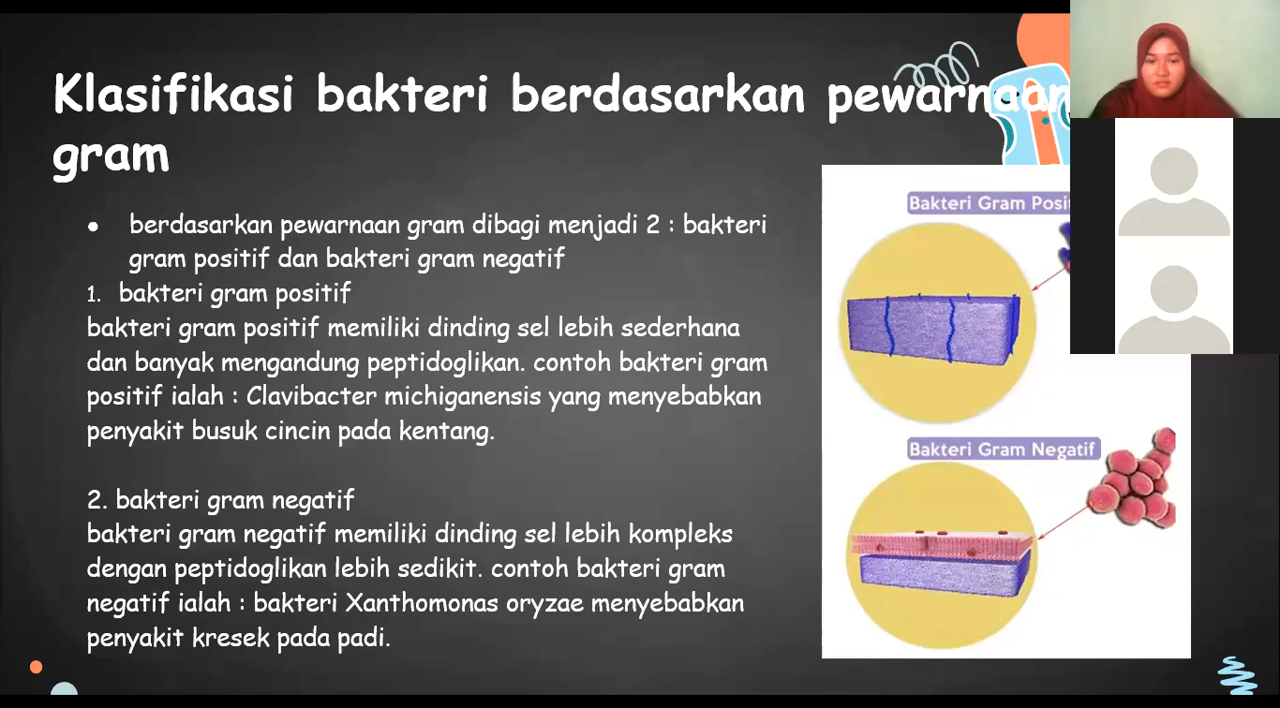 Klasifikasi bakteri berdasarkan pewarnaan
gram
• berdasarkan pewarnaan gram dibagi menjadi 2 : bakteri
gram positif dan bakteri gram negatif
1. bakteri gram positif
bakteri gram positif memiliki dinding sel lebih sederhana
dan banyak mengandung peptidoglikan. contoh bakteri gram
positif ialah : Clavibacter michiganensis yang menyebabkan
penyakit busuk cincin pada kentang.
2. bakteri gram negatif
bakteri gram negatif memiliki dinding sel lebih kompleks
dengan peptidoglikan lebih sedikit. contoh bakteri gram
negatif ialah : bakteri Xanthomonas oryzae menyebabkan
penyakit kresek pada padi.
Bakteri Gram
Bakteri Gram Negatif